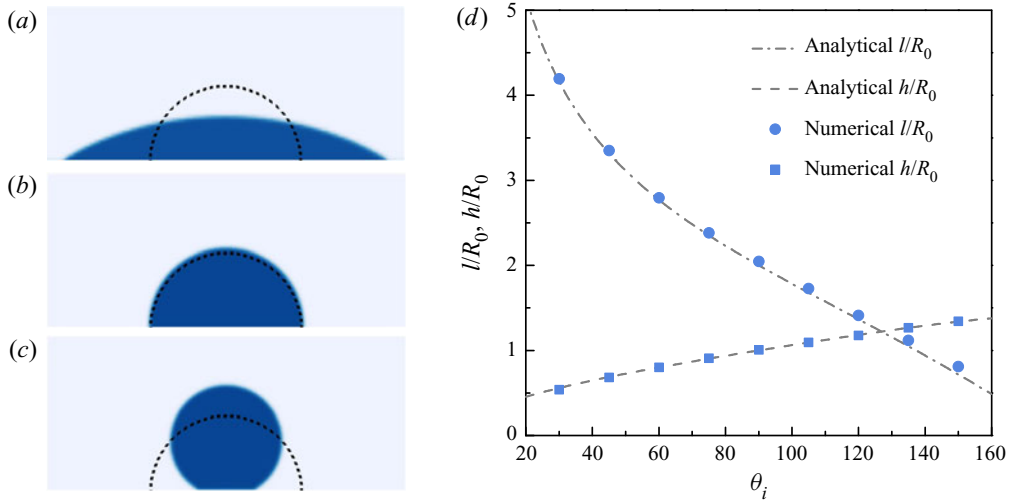 (a)
(b)
(c)
(d)
5
4
3
2
1
0
l/R0, h/R0
Analytical l/R0
Analytical h/R0
Numerical l/R0
Numerical h/R0
20 40 60 80 100 120 140 160
θi